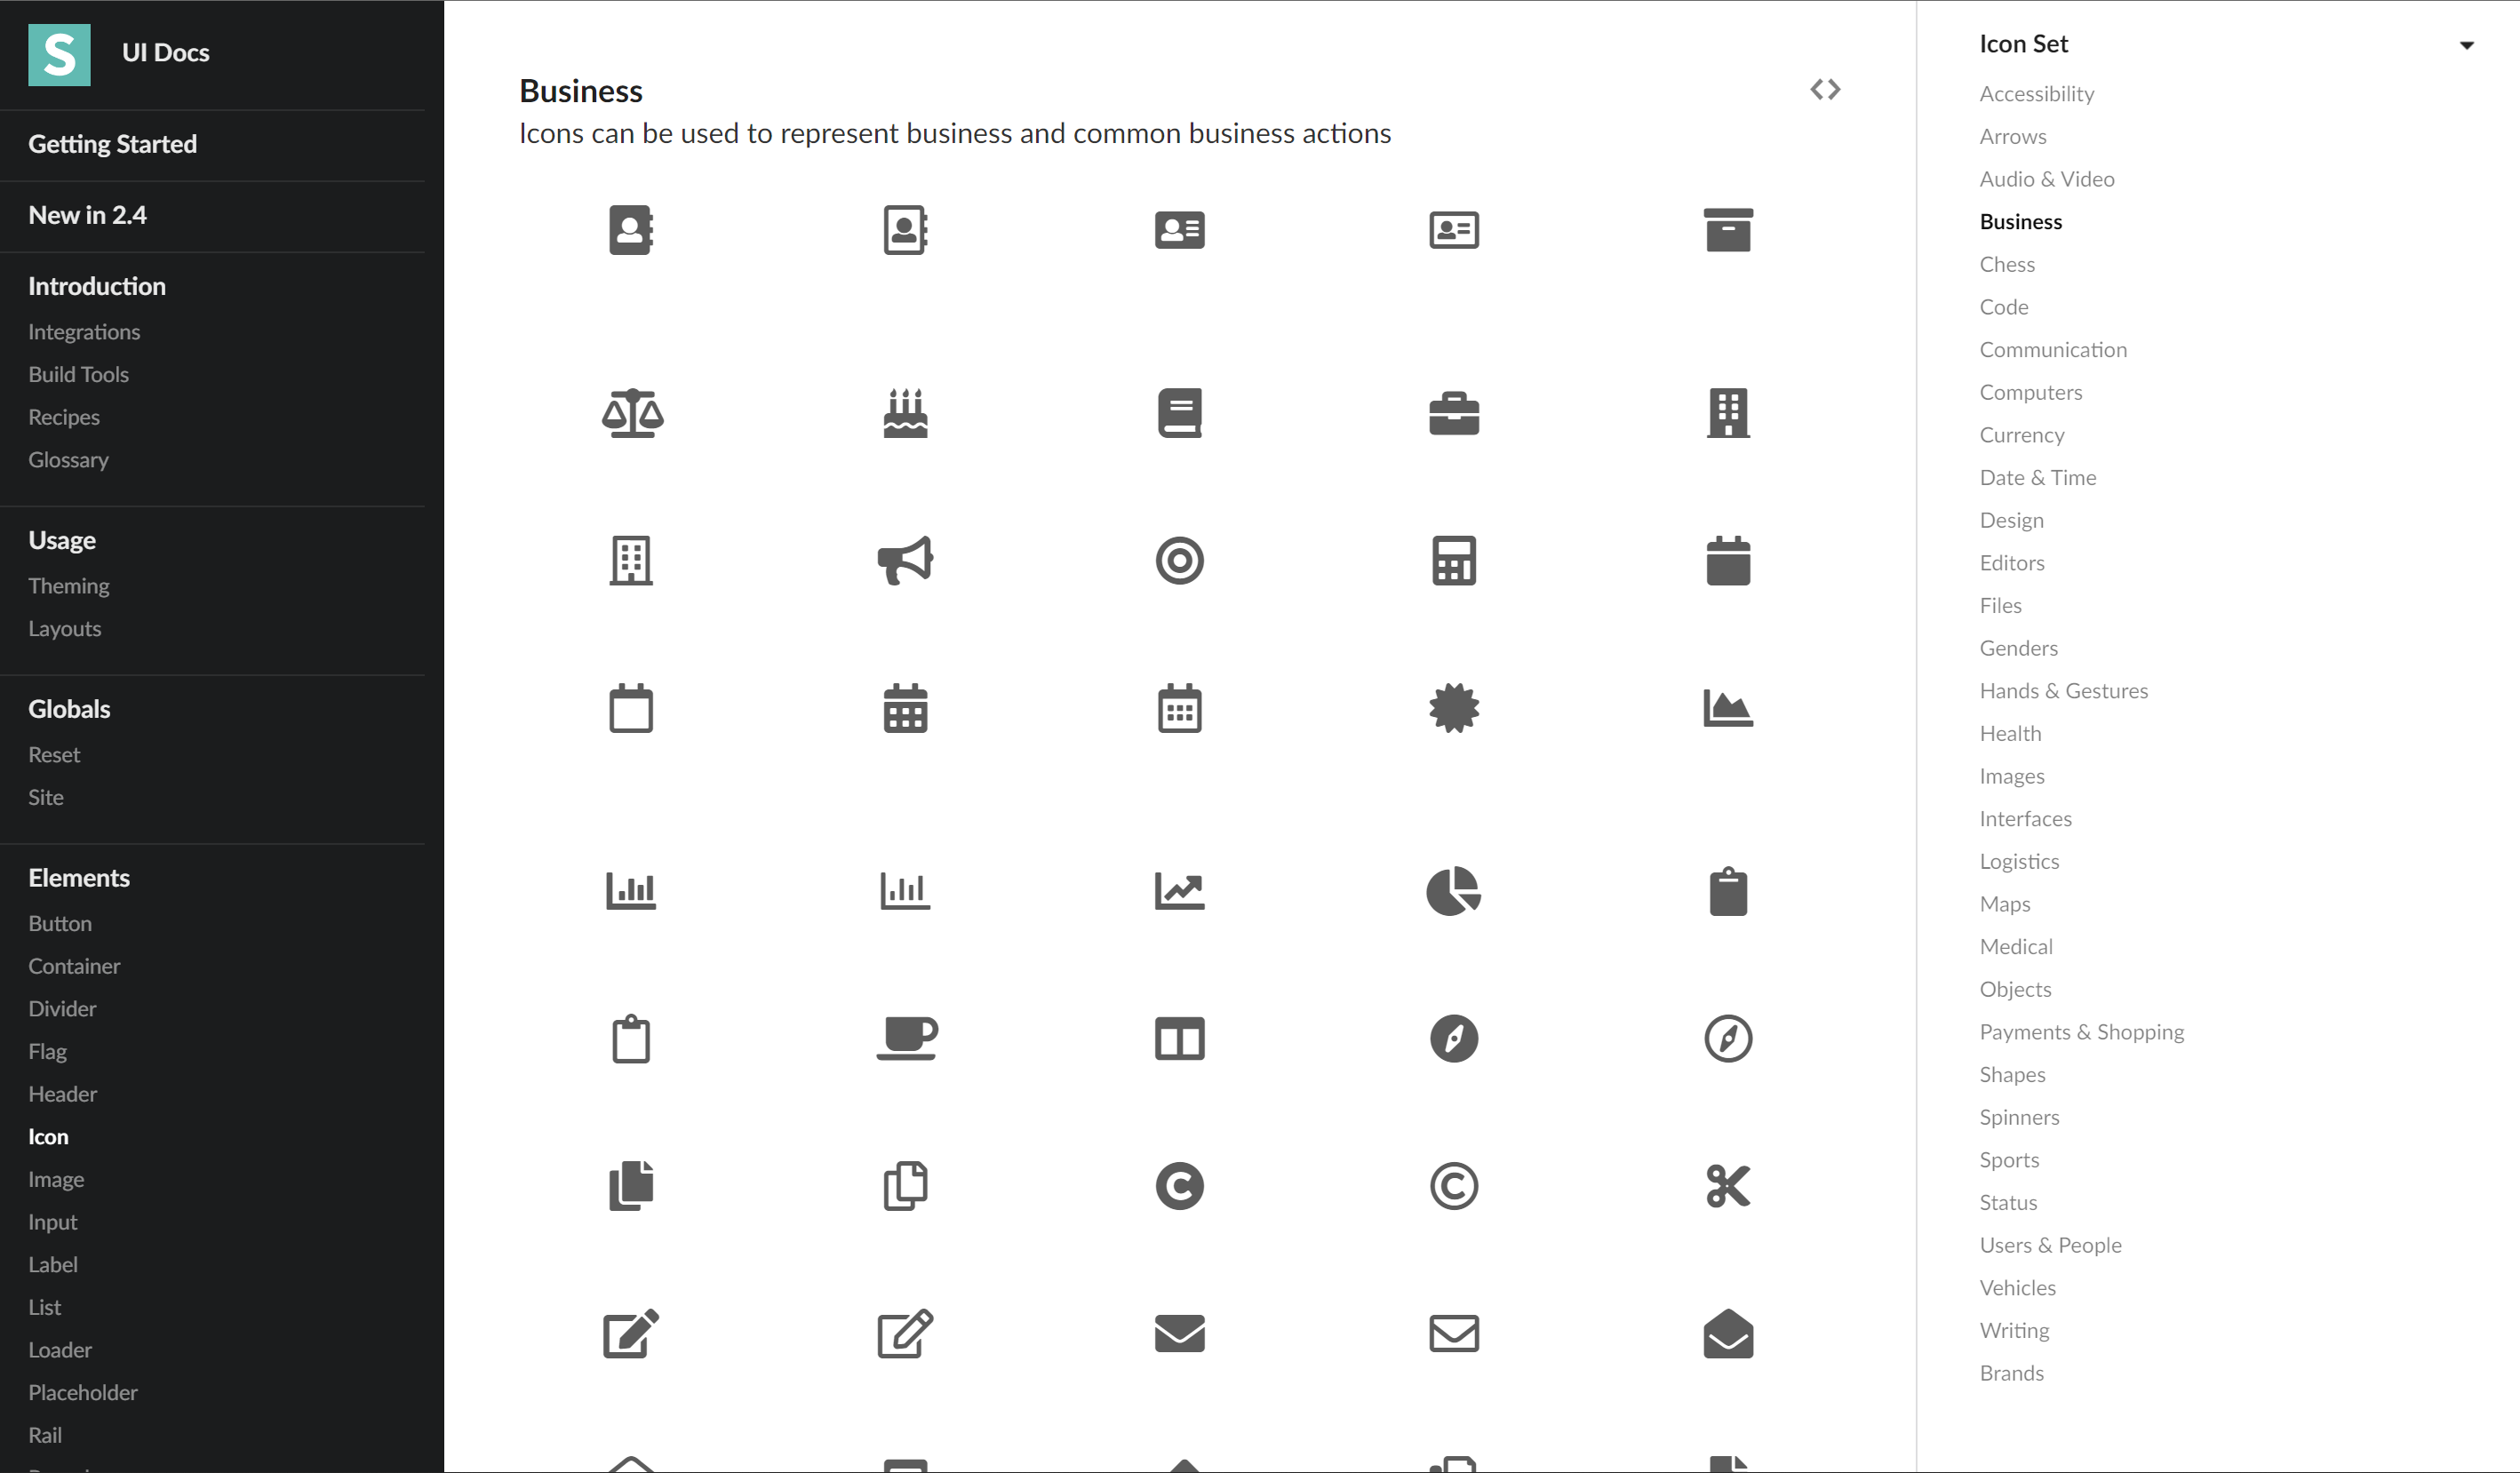 S
UI Docs
Getting Started
New in 2.4
Introduction
Integrations
Build Tools
Recipes
Glossary
Usage
Theming
Layouts
Globals
Reset
Site
Elements
Button
Container
Divider
Flag
Header
Icon
Image
Input
Label
List
Loader
Placeholder
Rail
Business
Icons can be used to represent business and common business actions
Icon Set
Accessibility
Arrows
Audio & Video
Business
Chess
Code
Communication
Computers
Currency
Date & Time
Design
Editors
Files
Genders
Hands & Gestures
Health
Images
Interfaces
Logistics
Maps
Medical
Objects
Payments & Shopping
Shapes
Spinners
Sports
Status
Users & People
Vehicles
Writing
Brands